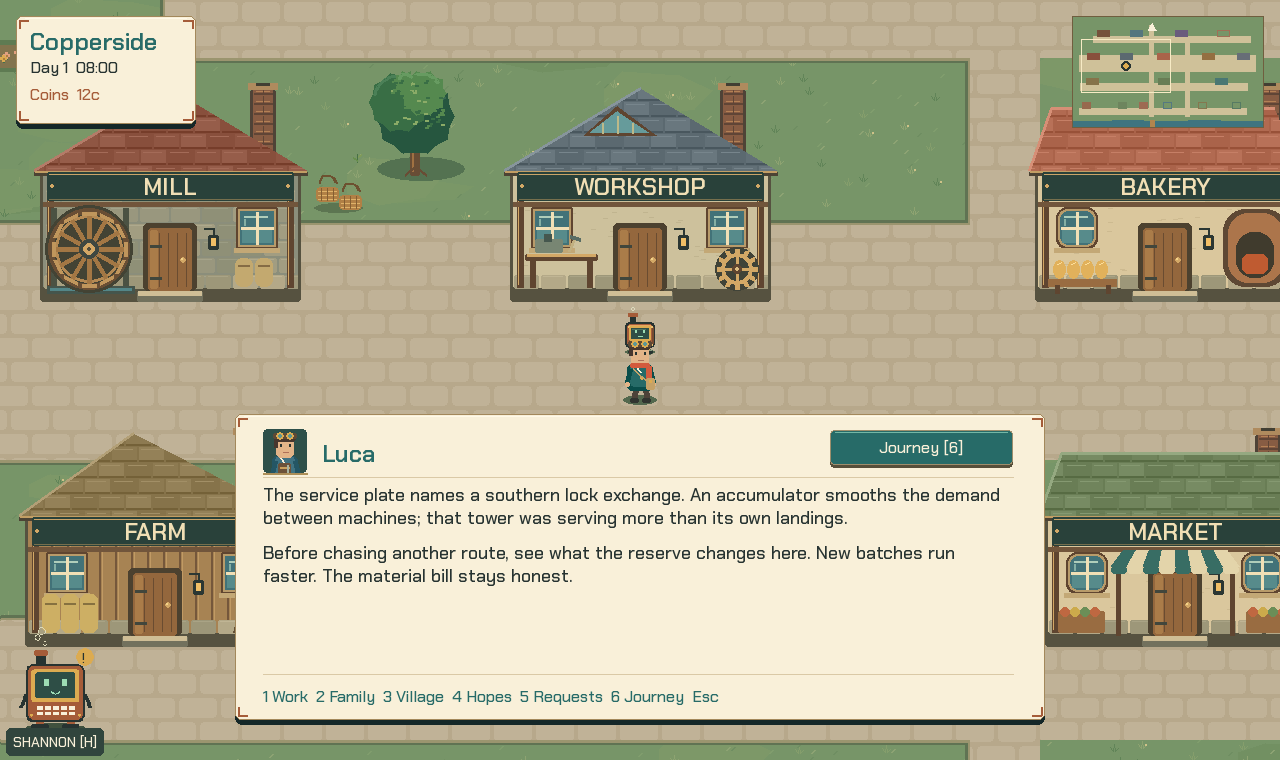 Copperside
Day 1 08:00
Coins 12c
MILL
WORKSHOP
BAKERY
FARM
MARKET
Luca
Journey [6]
The service plate names a southern lock exchange. An accumulator smooths the demand
between machines; that tower was serving more than its own landings.
Before chasing another route, see what the reserve changes here. New batches run
faster. The material bill stays honest.
1 Work 2 Family 3 Village 4 Hopes 5 Requests 6 Journey Esc
!
SHANNON [H]